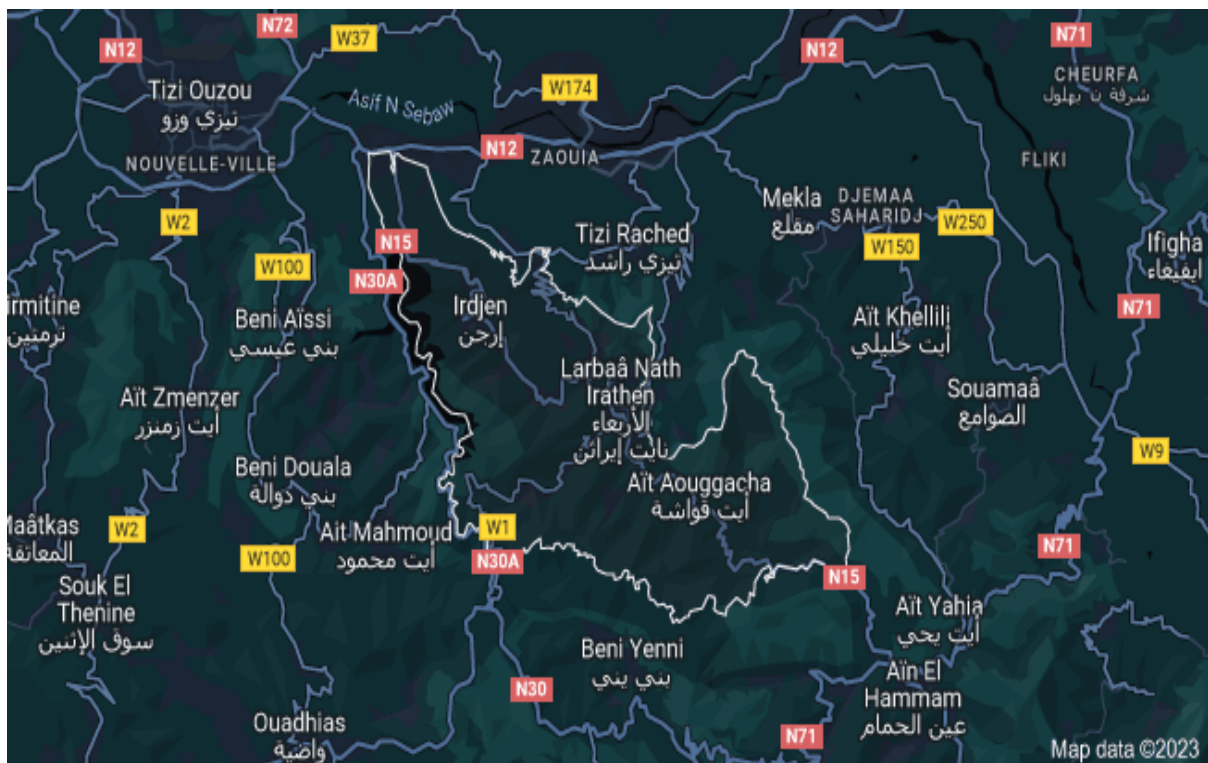 N72
W37
N12
N12
N71
CHEURFA
شرفة ن بهلول
Tizi Ouzou
تيزي وزو
Asif N Sebaw
W174
N12
ZAOUIA
FLIKI
NOUVELLE-VILLE
Mekla
مقلع
DJEMAA
SAHARIDJ
W2
W250
N15
Tizi Rached
تيزي راشد
W150
Ifigha
ايفيغاء
W100
N30A
irmitine
ترمتين
Beni Aïssi
بني عيسي
Irdjen
إرجن
N71
Aït Khellili
أيت خليلي
Larbaâ Nath
Irathen
الأربعاء
نايت إيراثن
Aït Zmenzer
أيت زمنزر
Souamaâ
الصوامع
W9
Beni Douala
بني دوالة
Aït Aouggacha
أيت قواشة
Maâtkas
المعاتقة
W2
Ait Mahmoud
أيت محمود
W1
W100
N30A
N71
N15
Souk El
Thenine
سوق الإثنين
Aït Yahia
أيت يحي
Beni Yenni
بني يني
Aïn El
Hammam
عين الحمام
N30
Ouadhias
واضية
N71
Map data ©2023